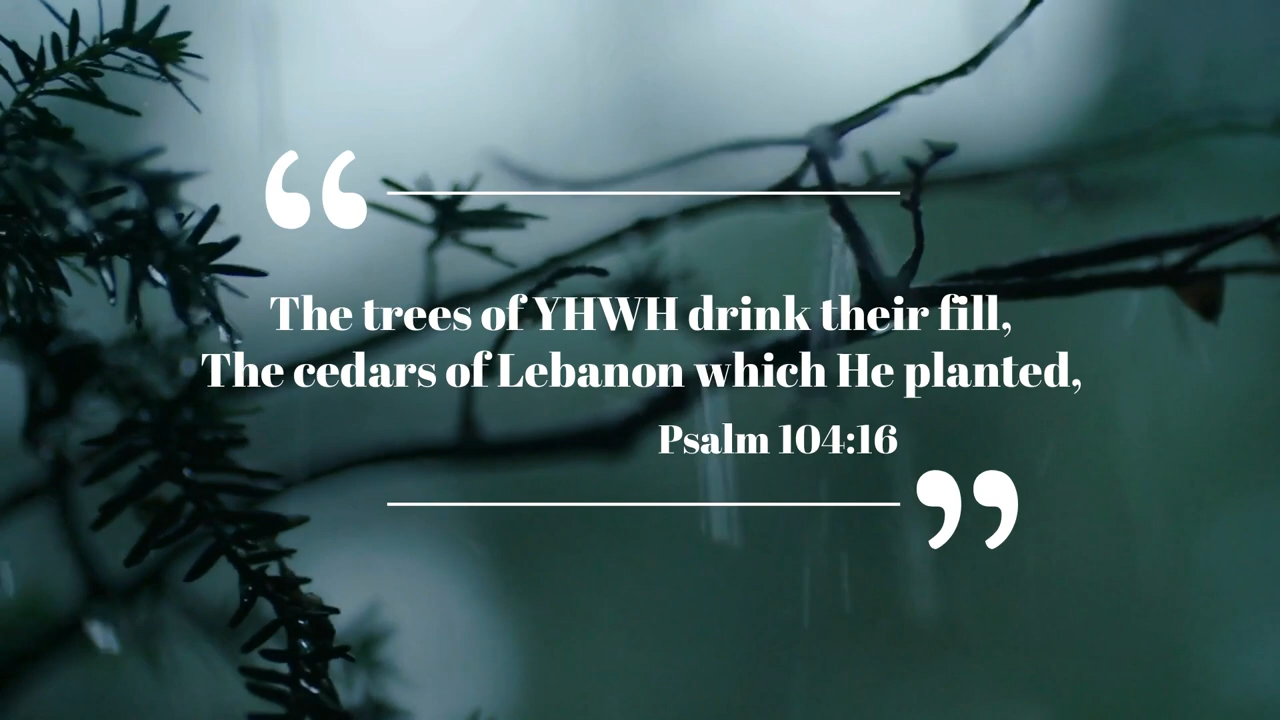 “
The trees of YHWH drink their fill,
The cedars of Lebanon which He planted,
Psalm 104:16
”